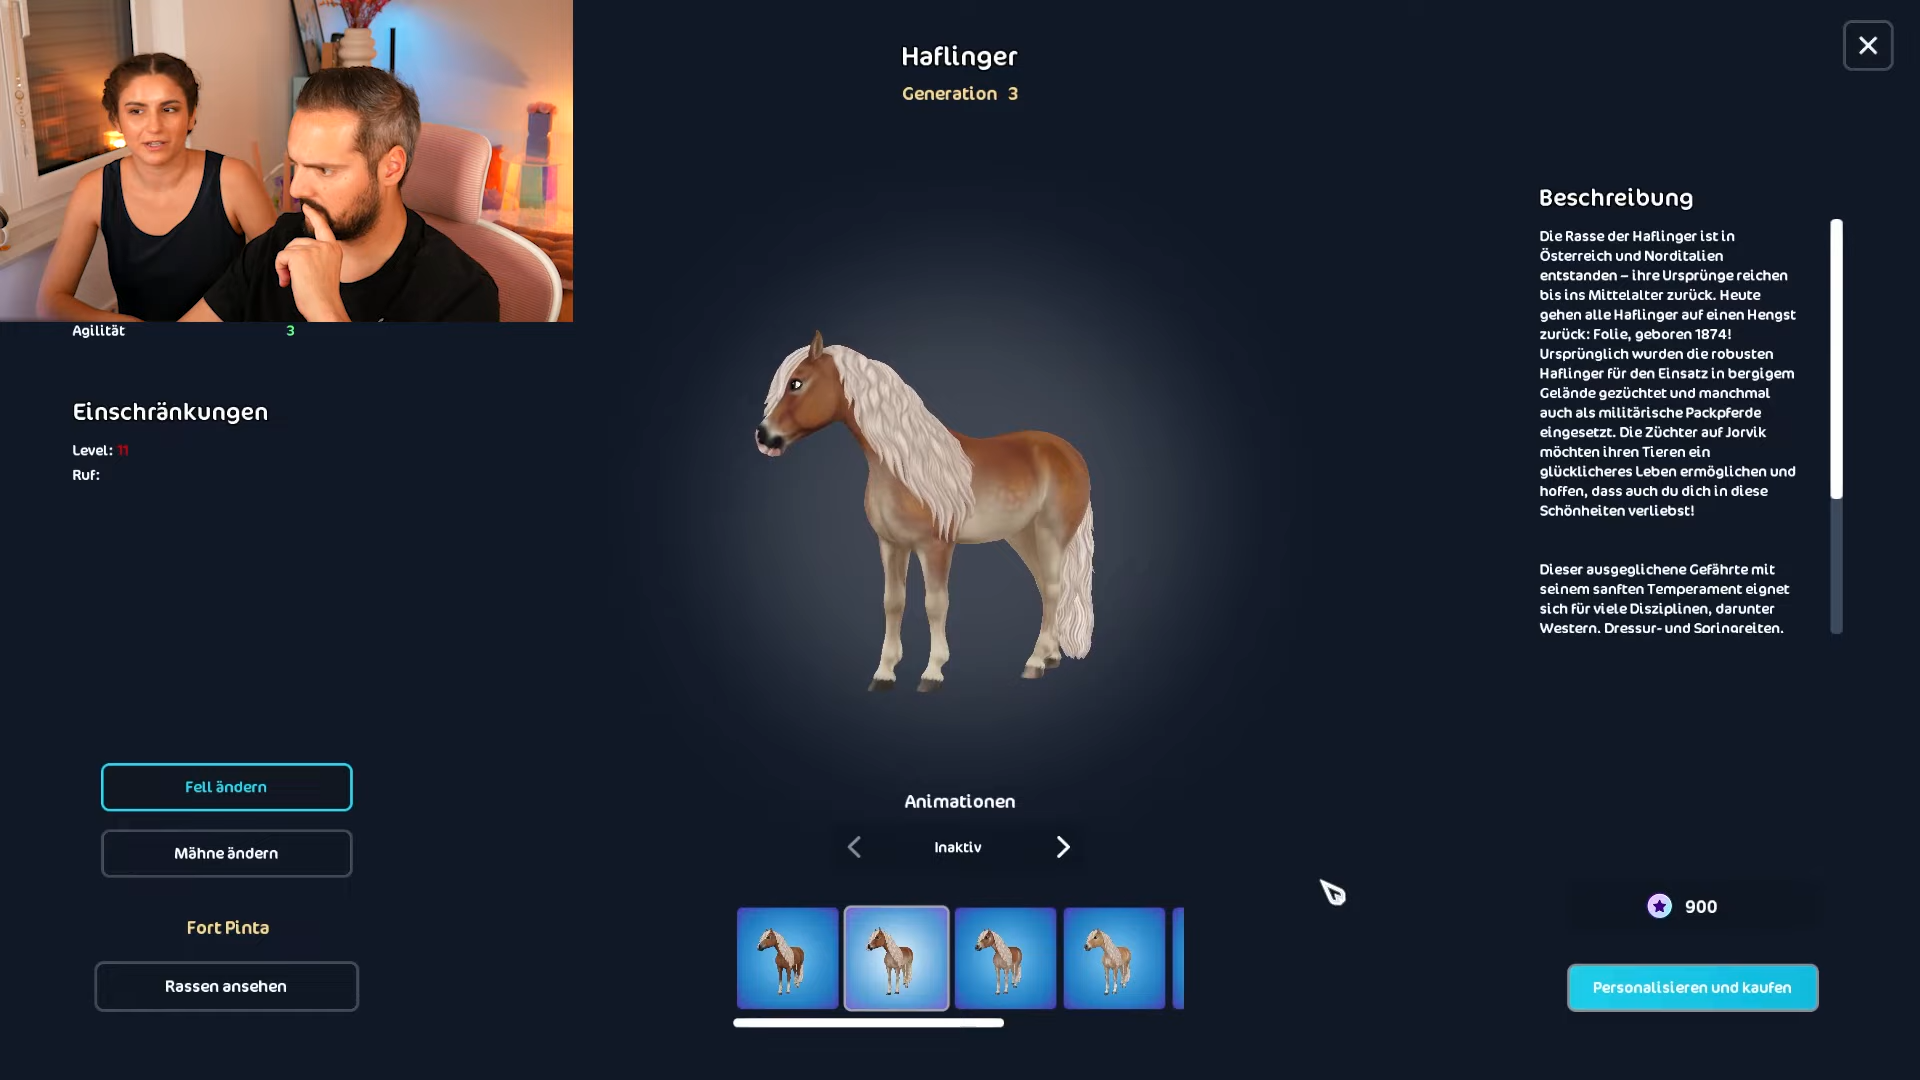 Haflinger
Generation 3
Agilität 3
Einschränkungen
Level: 11
Ruf:
Fell ändern
Mähne ändern
Fort Pinta
Rassen ansehen
Animationen
Inaktiv
Beschreibung
Die Rasse der Haflinger ist in
Österreich und Norditalien
entstanden – ihre Ursprünge reichen
bis ins Mittelalter zurück. Heute
gehen alle Haflinger auf einen Hengst
zurück: Folie, geboren 1874!
Ursprünglich wurden die robusten
Haflinger für den Einsatz in bergigem
Gelände gezüchtet und manchmal
auch als militärische Packpferde
eingesetzt. Die Züchter auf Jorvik
möchten ihren Tieren ein
glücklicheres Leben ermöglichen und
hoffen, dass auch du dich in diese
Schönheiten verliebst!
Dieser ausgeglichene Gefährte mit
seinem sanften Temperament eignet
sich für viele Disziplinen, darunter
Western, Dressur- und Springreiten.
900
Personalisieren und kaufen